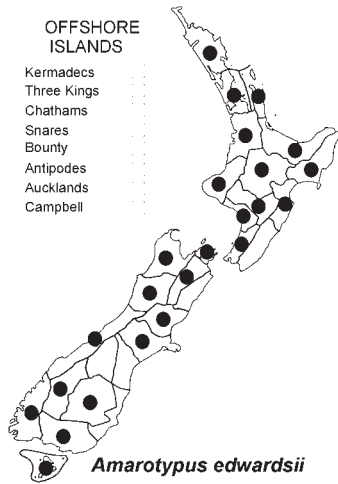 OFFSHORE
ISLANDS
Kermadecs
Three Kings
Chathams
Snares
Bounty
Antipodes
Aucklands
Campbell
Amarotypus edwardsii